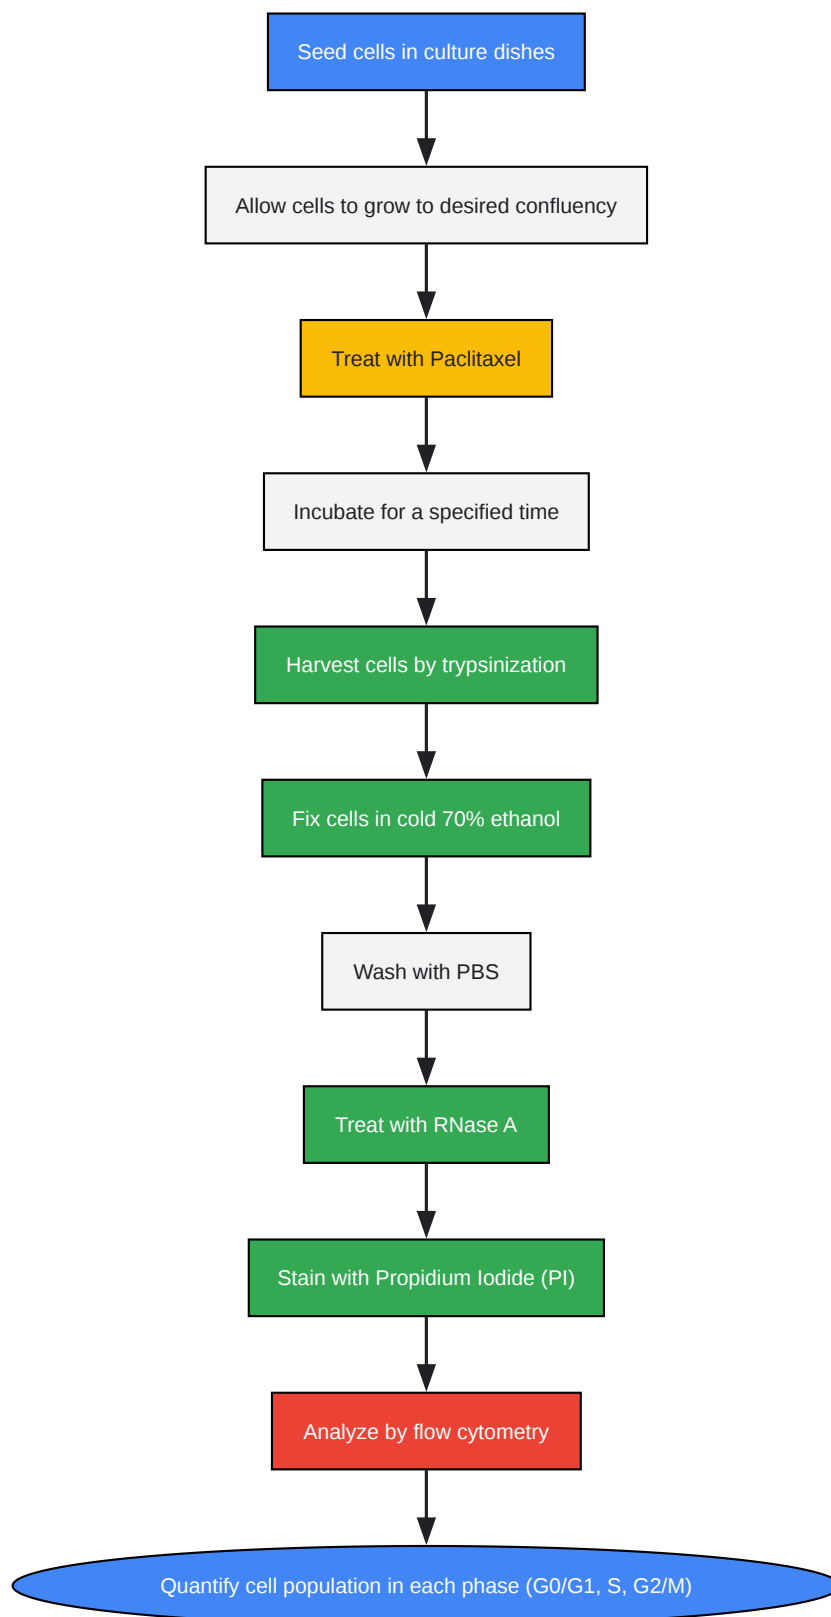 Seed cells in culture dishes
Allow cells to grow to desired confluency
Treat with Paclitaxel
Incubate for a specified time
Harvest cells by trypsinization
Fix cells in cold 70% ethanol
Wash with PBS
Treat with RNase A
Stain with Propidium Iodide (PI)
Analyze by flow cytometry
Quantify cell population in each phase (G0/G1, S, G2/M)